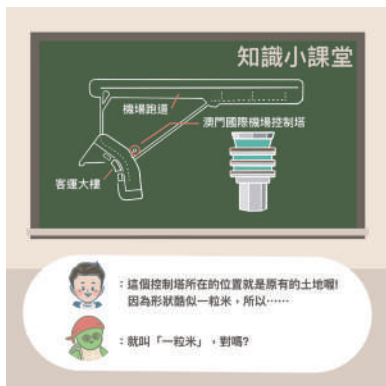 知識小課堂
機場跑道
澳門國際機場控制塔
客運大樓
：這個控制塔所在的位置就是原有的土地喔!
因為形狀酷似一粒米，所以……
：就叫「一粒米」，對嗎?